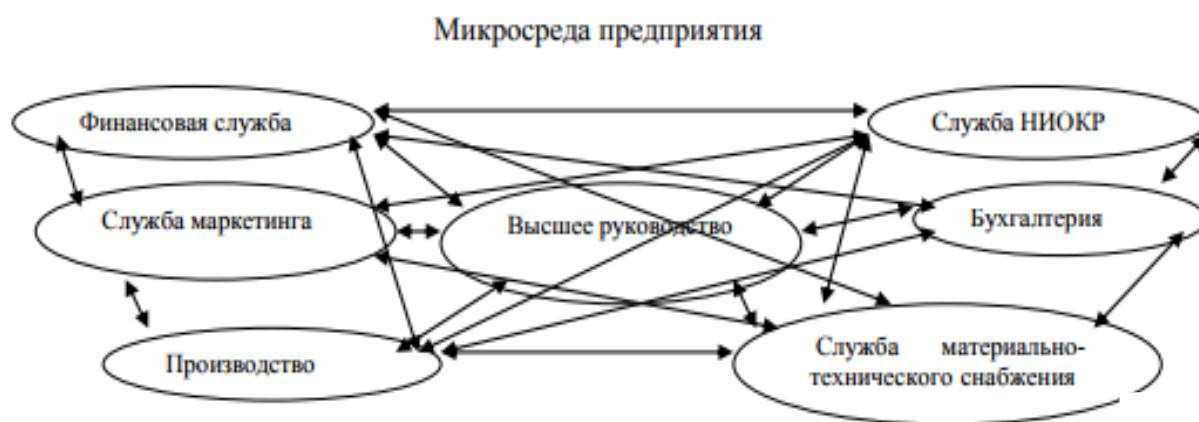 Микросреда предприятия
Финансовая служба
Служба НИОКР
Служба маркетинга
Высшее руководство
Бухгалтерия
Производство
Служба материально-
технического снабжения